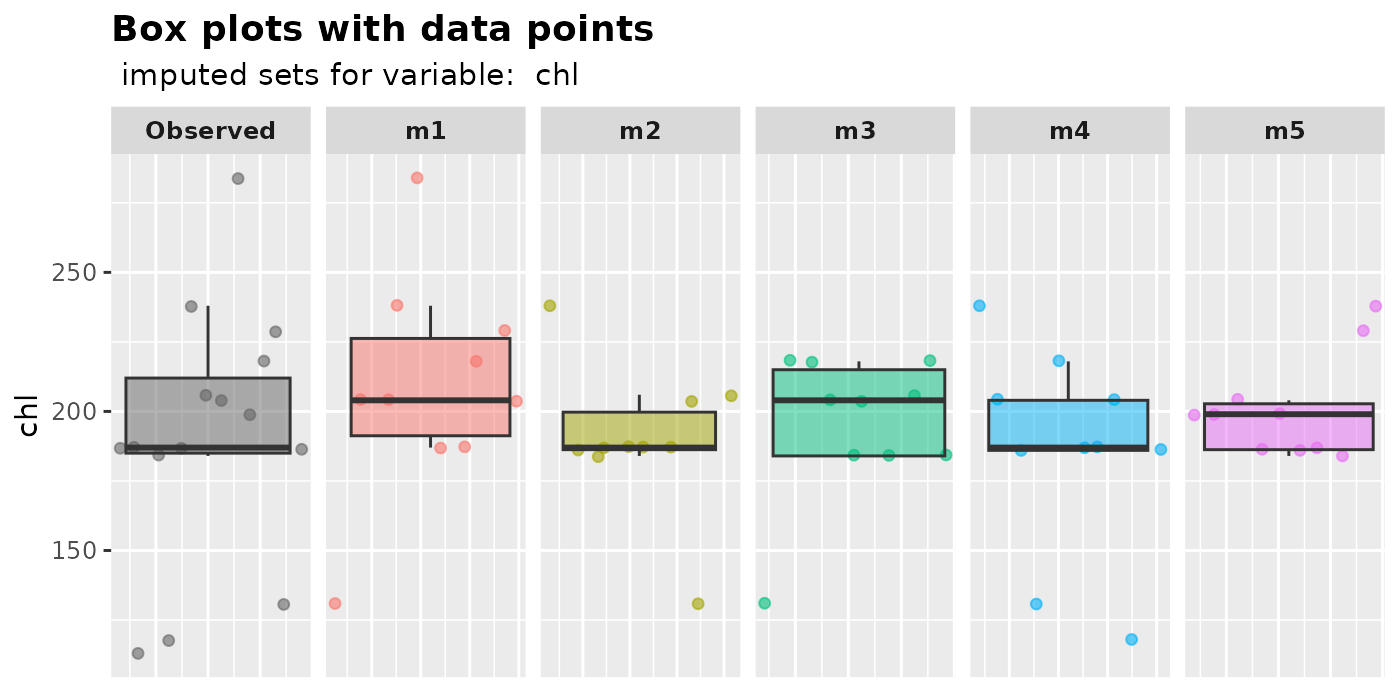 Box plots with data points
imputed sets for variable:  chl
Observed m1 m2 m3 m4 m5
250
200
150
chl